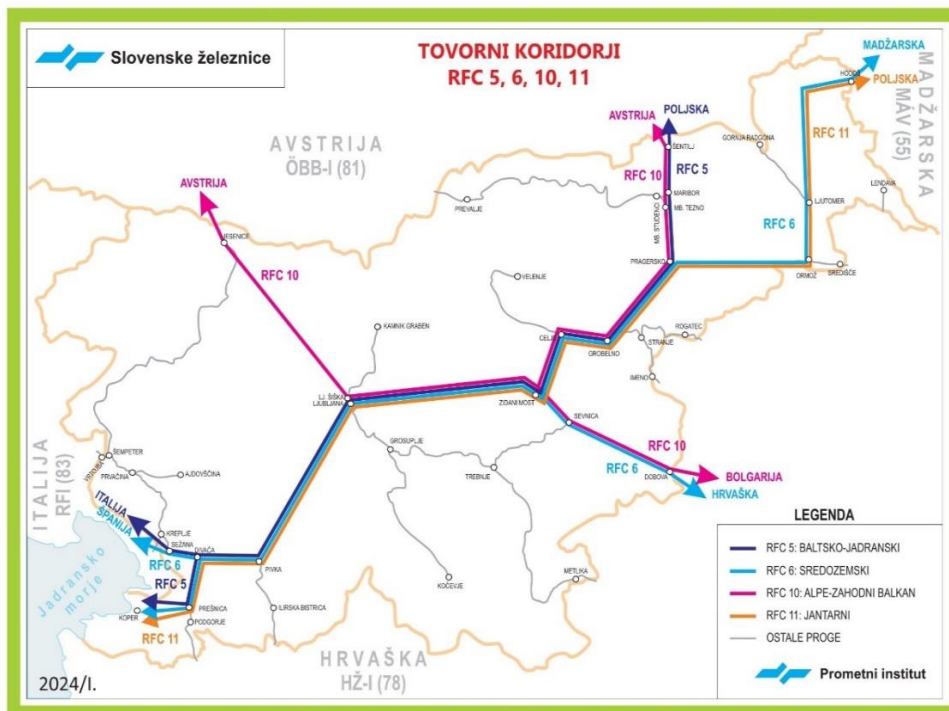 Slovenske železnice
TOVORNI KORIDORJI
RFC 5, 6, 10, 11
MADŽARSKA
HODOŠ
POLJSKA
MADŽARSKA
MÁV (55)
AVSTRIJA
ÖBB-I (81)
AVSTRIJA
POLJSKA
ŠENTILJ
GORNJA RADGONA
RFC 11
RFC 10
RFC 5
LENDAVA
AVSTRIJA
PREVALJE
MARIBOR
MB. TEZNO
MB. STUDENCI
LJUTOMER
RFC 6
JESENICE
RFC 10
PRAGERSKO
ORMOŽ
SREDIŠČE
VELENJE
KAMNIK GRABEN
CELJE
GROBELNO
ROGATEC
STRANJE
IMENO
LJ. ŠIŠKA
LJUBLJANA
ZIDANI MOST
SEVNICA
GROSUPLJE
TREBNJE
RFC 10
RFC 6
DOBOVA
BOLGARIJA
HRVAŠKA
ITALIJA
RFI (83)
ŠEMPETER
VRTOJBA
PRVAČINA
AJDOVŠČINA
ITALIJA
ŠPANIJA
KREPLJE
SEŽANA
DIVAČA
RFC 6
RFC 5
PIVKA
Jadransko
morje
KOPER
PREŠNICA
PODGORJE
RFC 11
ILIRSKA BISTRICA
KOČEVJE
METLIKA
HRVAŠKA
HŽ-I (78)
LEGENDA
RFC 5: BALTSKO-JADRANSKI
RFC 6: SREDOZEMSKI
RFC 10: ALPE-ZAHODNI BALKAN
RFC 11: JANTARNI
OSTALE PROGE
Prometni institut
2024/I.